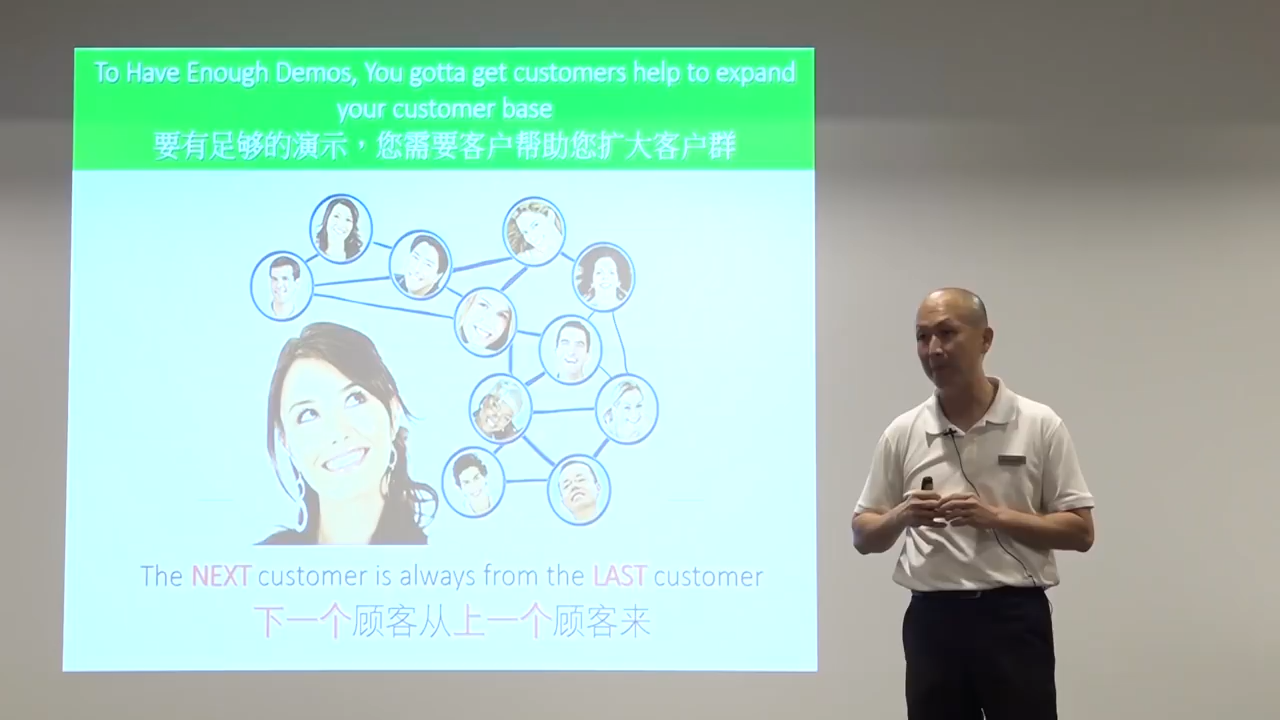 To Have Enough Demos, You gotta get customers help to expand
your customer base
要有足够的演示，您需要客户帮助您扩大客户群
The NEXT customer is always from the LAST customer
下一个顾客从上一个顾客来